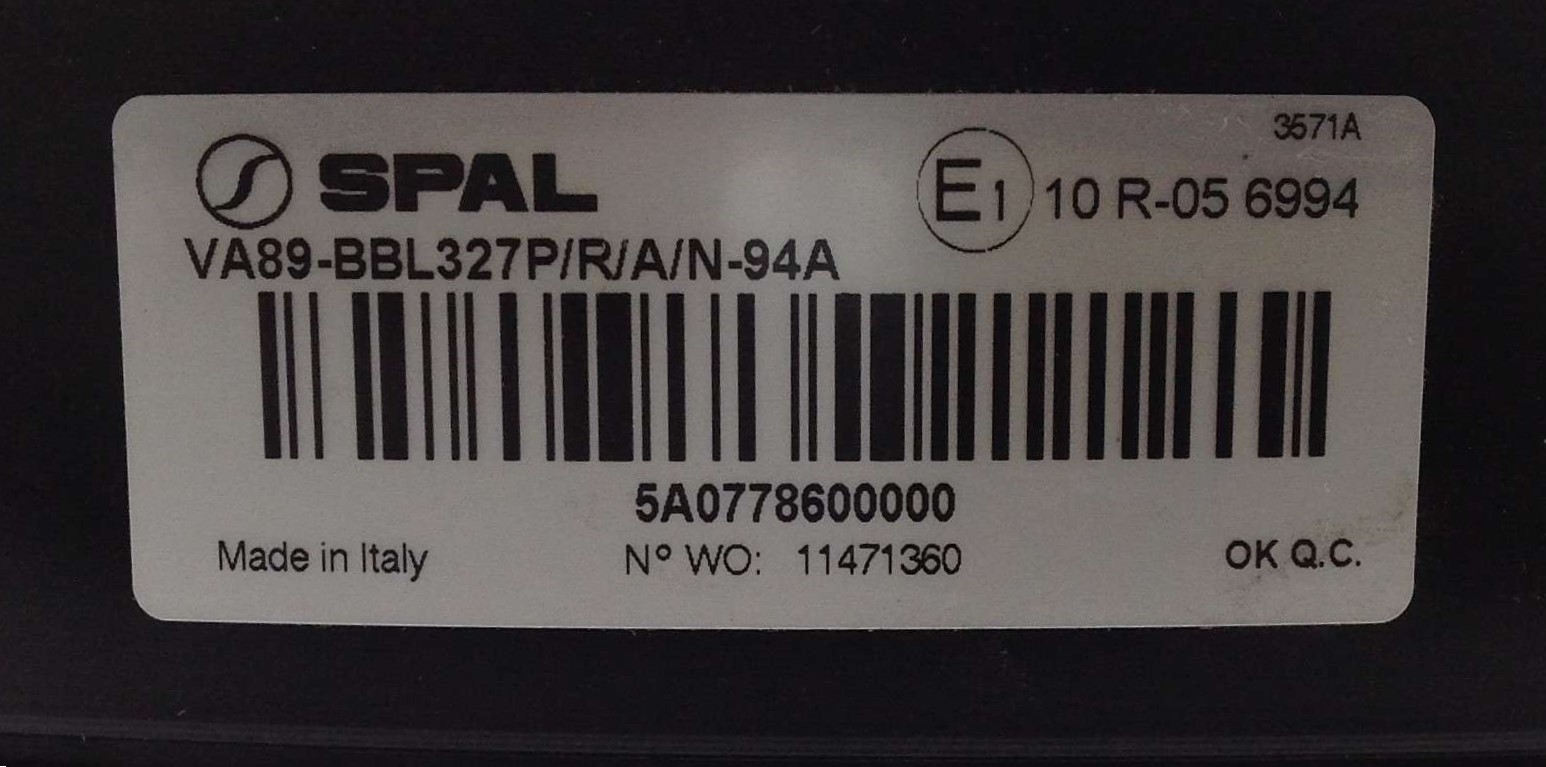 3571A
SPAL
E1 10 R-05 6994
VA89-BBL327P/R/A/N-94A
5A0778600000
Made in Italy
N° WO: 11471360
OK Q.C.